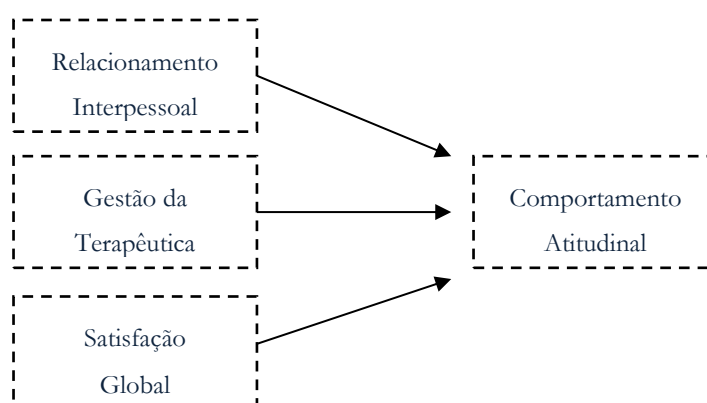 Relacionamento
Interpessoal
Gestão da
Terapêutica
Satisfação
Global
Comportamento
Atitudinal